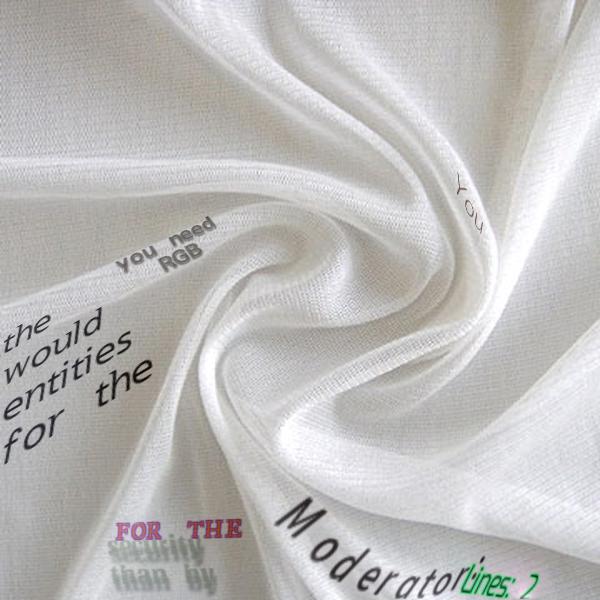 You
you need
RGB
the
would
entities
for the
FOR THE
security
than by
Moderator
Lines: 2